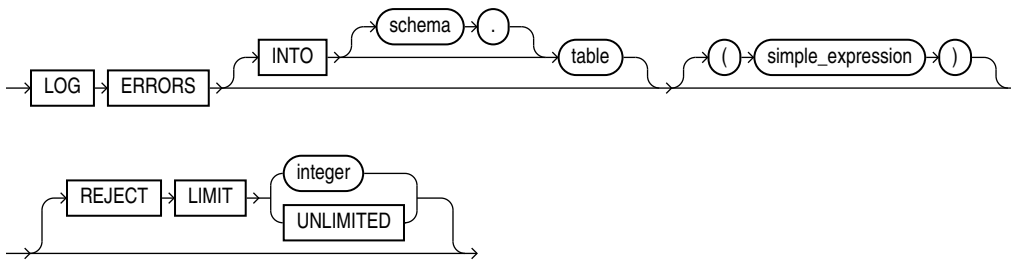 schema .
INTO table ( simple_expression )
LOG ERRORS
integer
REJECT LIMIT
UNLIMITED